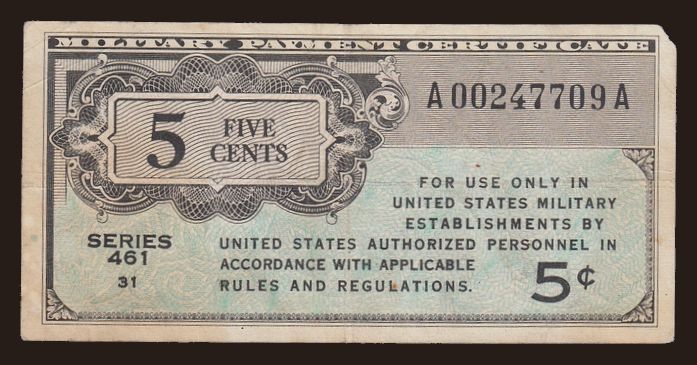 MILITARY PAYMENT CERTIFICATE
A00247709A
5 FIVE CENTS
FOR USE ONLY IN
UNITED STATES MILITARY
ESTABLISHMENTS BY
UNITED STATES AUTHORIZED PERSONNEL IN
ACCORDANCE WITH APPLICABLE
RULES AND REGULATIONS.
SERIES
461
31
5¢